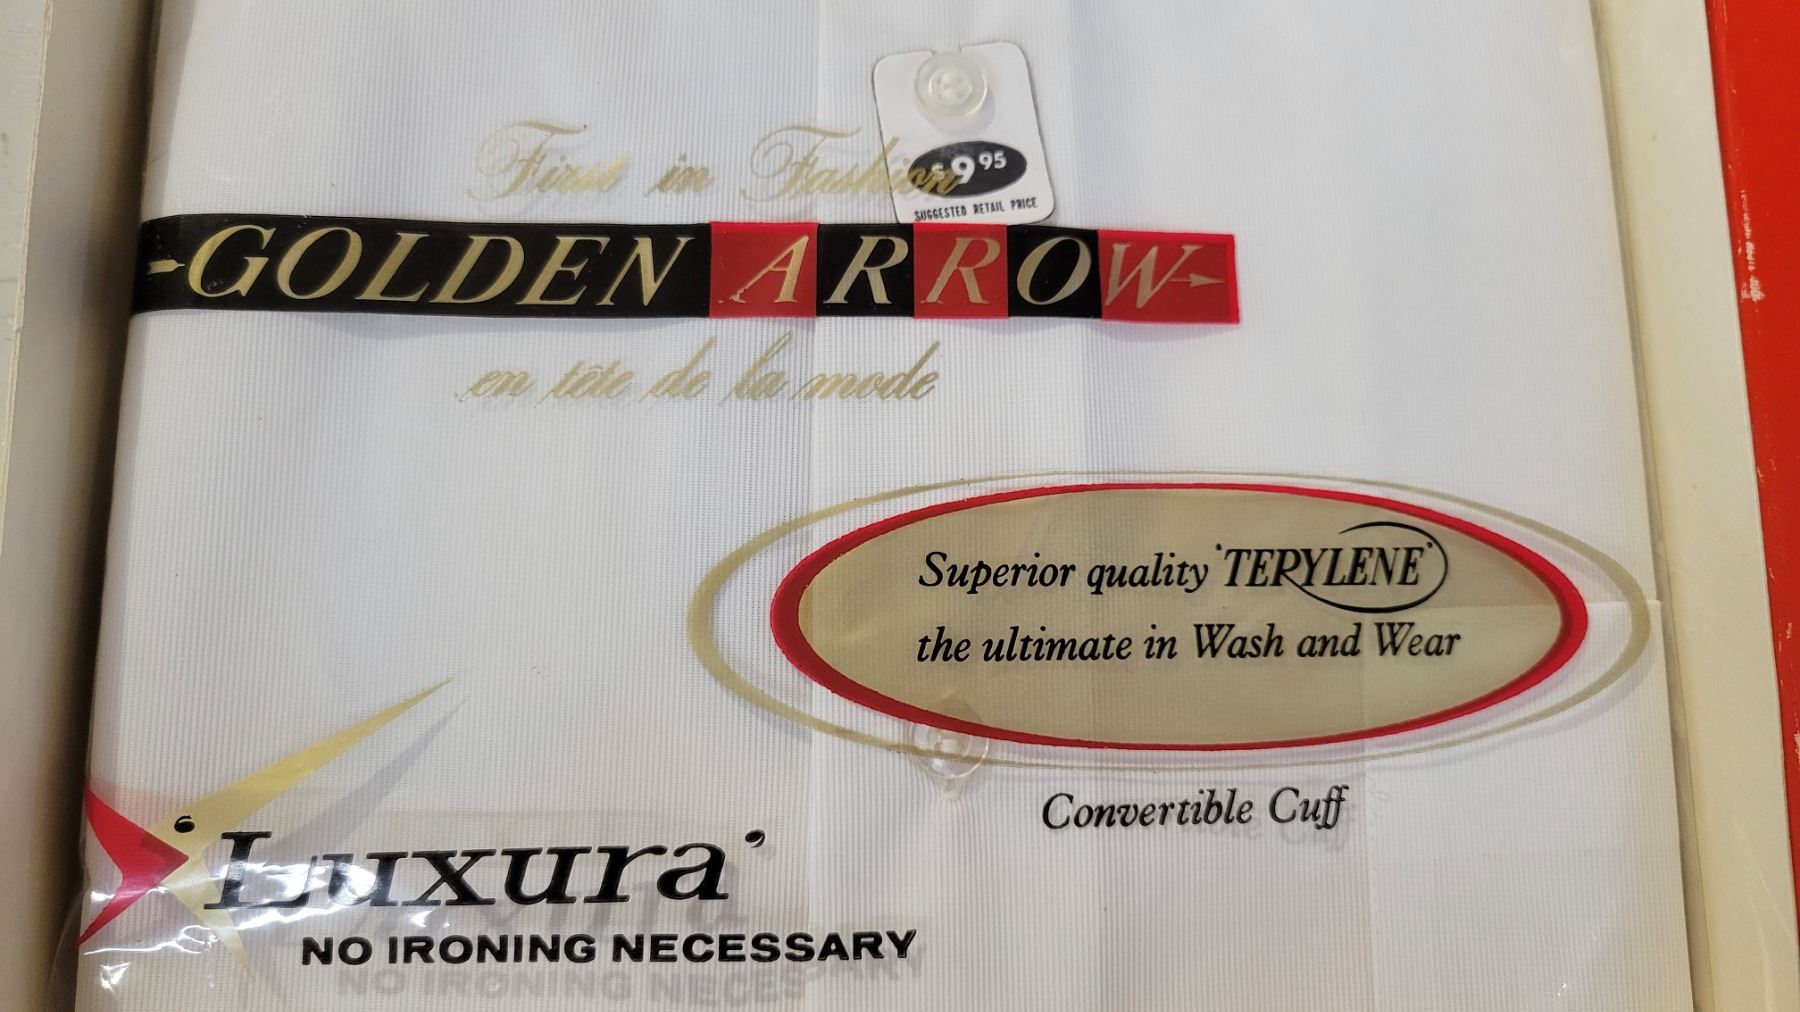 First in Fashion
$9.95
SUGGESTED RETAIL PRICE
GOLDEN ARROW
en tête de la mode
Superior quality 'TERYLENE'
the ultimate in Wash and Wear
Convertible Cuff
'Luxura'
NO IRONING NECESSARY